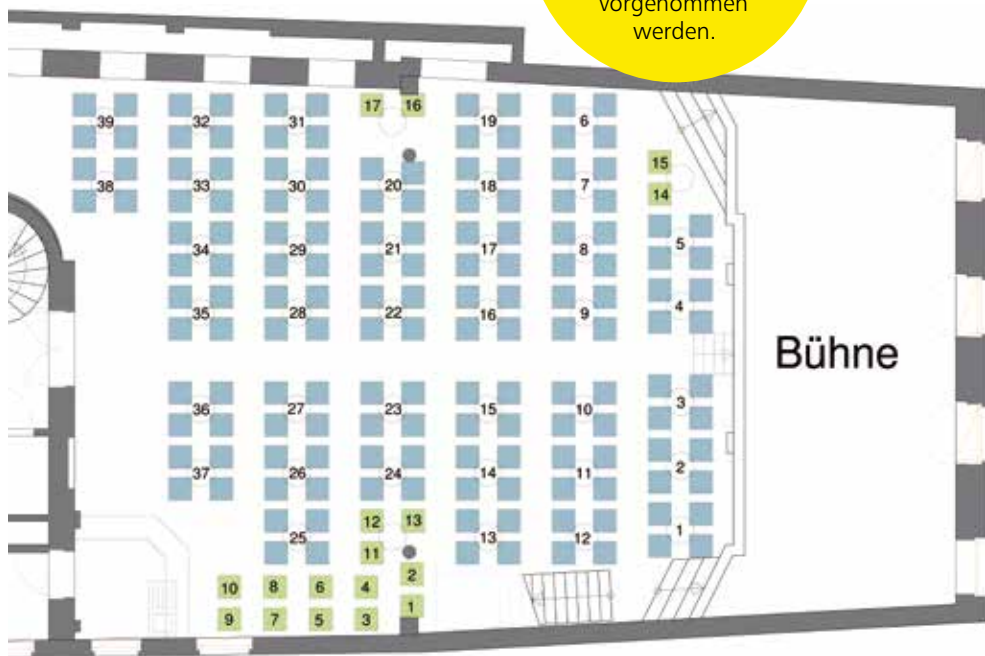 vorgenommen
werden.
17 16
39 32 31 19 6
15
38 33 30 20 18 7
14
34 29 21 17 8 5
35 28 22 16 9 4
Bühne
36 27 23 15 10 3
37 26 24 14 11 2
12 13
25 13 12 1
11
10 8 6 4 2
9 7 5 3 1